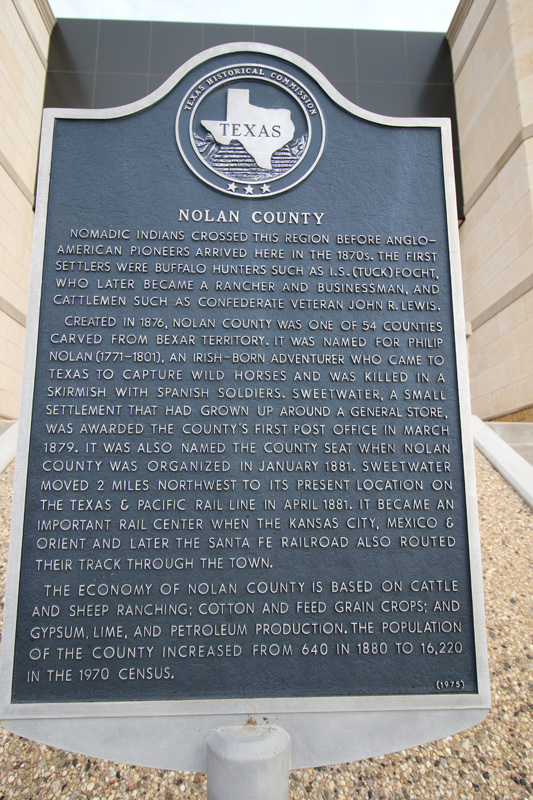 TEXAS HISTORICAL COMMISSION
TEXAS
NOLAN COUNTY
NOMADIC INDIANS CROSSED THIS REGION BEFORE ANGLO-
AMERICAN PIONEERS ARRIVED HERE IN THE 1870s. THE FIRST
SETTLERS WERE BUFFALO HUNTERS SUCH AS I.S. (TUCK) FOCHT,
WHO LATER BECAME A RANCHER AND BUSINESSMAN, AND
CATTLEMEN SUCH AS CONFEDERATE VETERAN JOHN R. LEWIS.
CREATED IN 1876, NOLAN COUNTY WAS ONE OF 54 COUNTIES
CARVED FROM BEXAR TERRITORY. IT WAS NAMED FOR PHILIP
NOLAN (1771-1801), AN IRISH-BORN ADVENTURER WHO CAME TO
TEXAS TO CAPTURE WILD HORSES AND WAS KILLED IN A
SKIRMISH WITH SPANISH SOLDIERS. SWEETWATER, A SMALL
SETTLEMENT THAT HAD GROWN UP AROUND A GENERAL STORE,
WAS AWARDED THE COUNTY'S FIRST POST OFFICE IN MARCH
1879. IT WAS ALSO NAMED THE COUNTY SEAT WHEN NOLAN
COUNTY WAS ORGANIZED IN JANUARY 1881. SWEETWATER
MOVED 2 MILES NORTHWEST TO ITS PRESENT LOCATION ON
THE TEXAS & PACIFIC RAIL LINE IN APRIL 1881. IT BECAME AN
IMPORTANT RAIL CENTER WHEN THE KANSAS CITY, MEXICO &
ORIENT AND LATER THE SANTA FE RAILROAD ALSO ROUTED
THEIR TRACK THROUGH THE TOWN.
THE ECONOMY OF NOLAN COUNTY IS BASED ON CATTLE
AND SHEEP RANCHING; COTTON AND FEED GRAIN CROPS; AND
GYPSUM, LIME, AND PETROLEUM PRODUCTION. THE POPULATION
OF THE COUNTY INCREASED FROM 640 IN 1880 TO 16,220
IN THE 1970 CENSUS.
(1975)